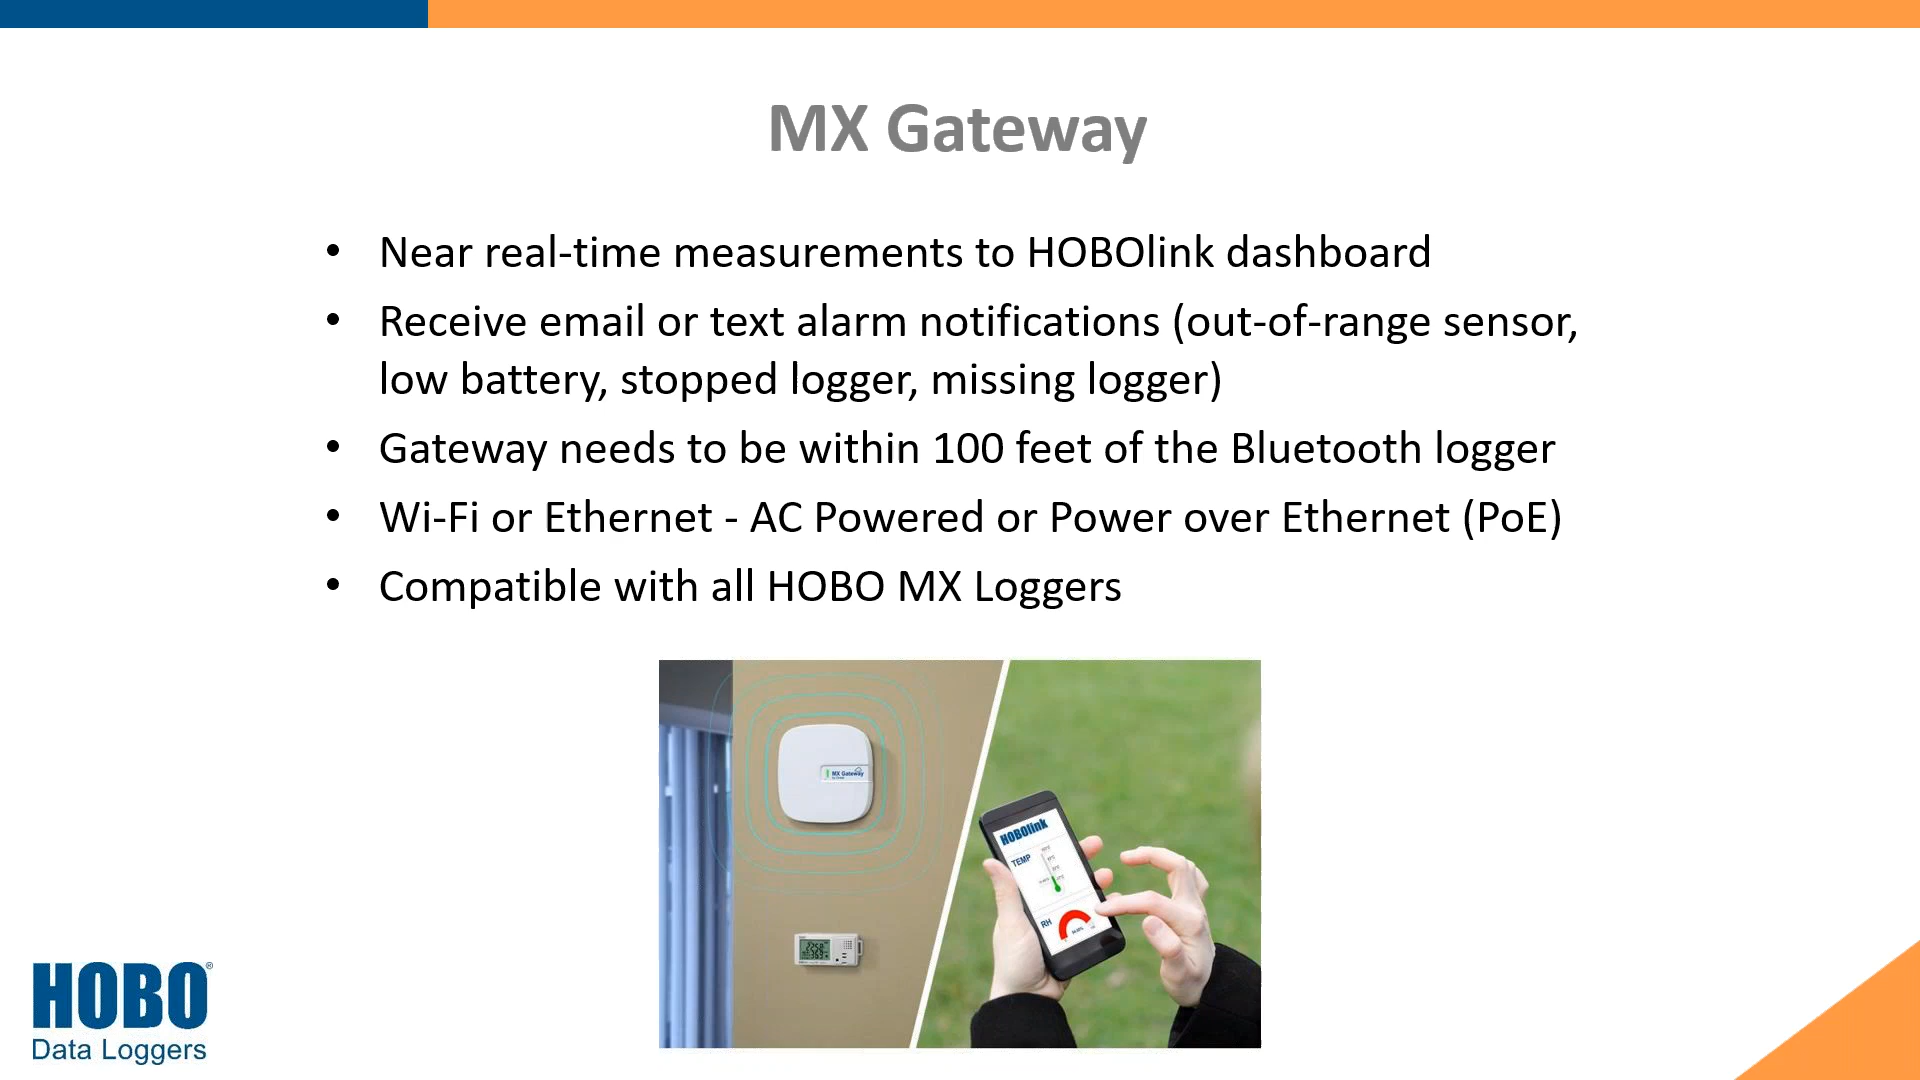 MX Gateway
• Near real-time measurements to HOBOlink dashboard
• Receive email or text alarm notifications (out-of-range sensor,
low battery, stopped logger, missing logger)
• Gateway needs to be within 100 feet of the Bluetooth logger
• Wi-Fi or Ethernet - AC Powered or Power over Ethernet (PoE)
• Compatible with all HOBO MX Loggers
MX Gateway
HOBOlink
TEMP
RH
HOBO®
Data Loggers